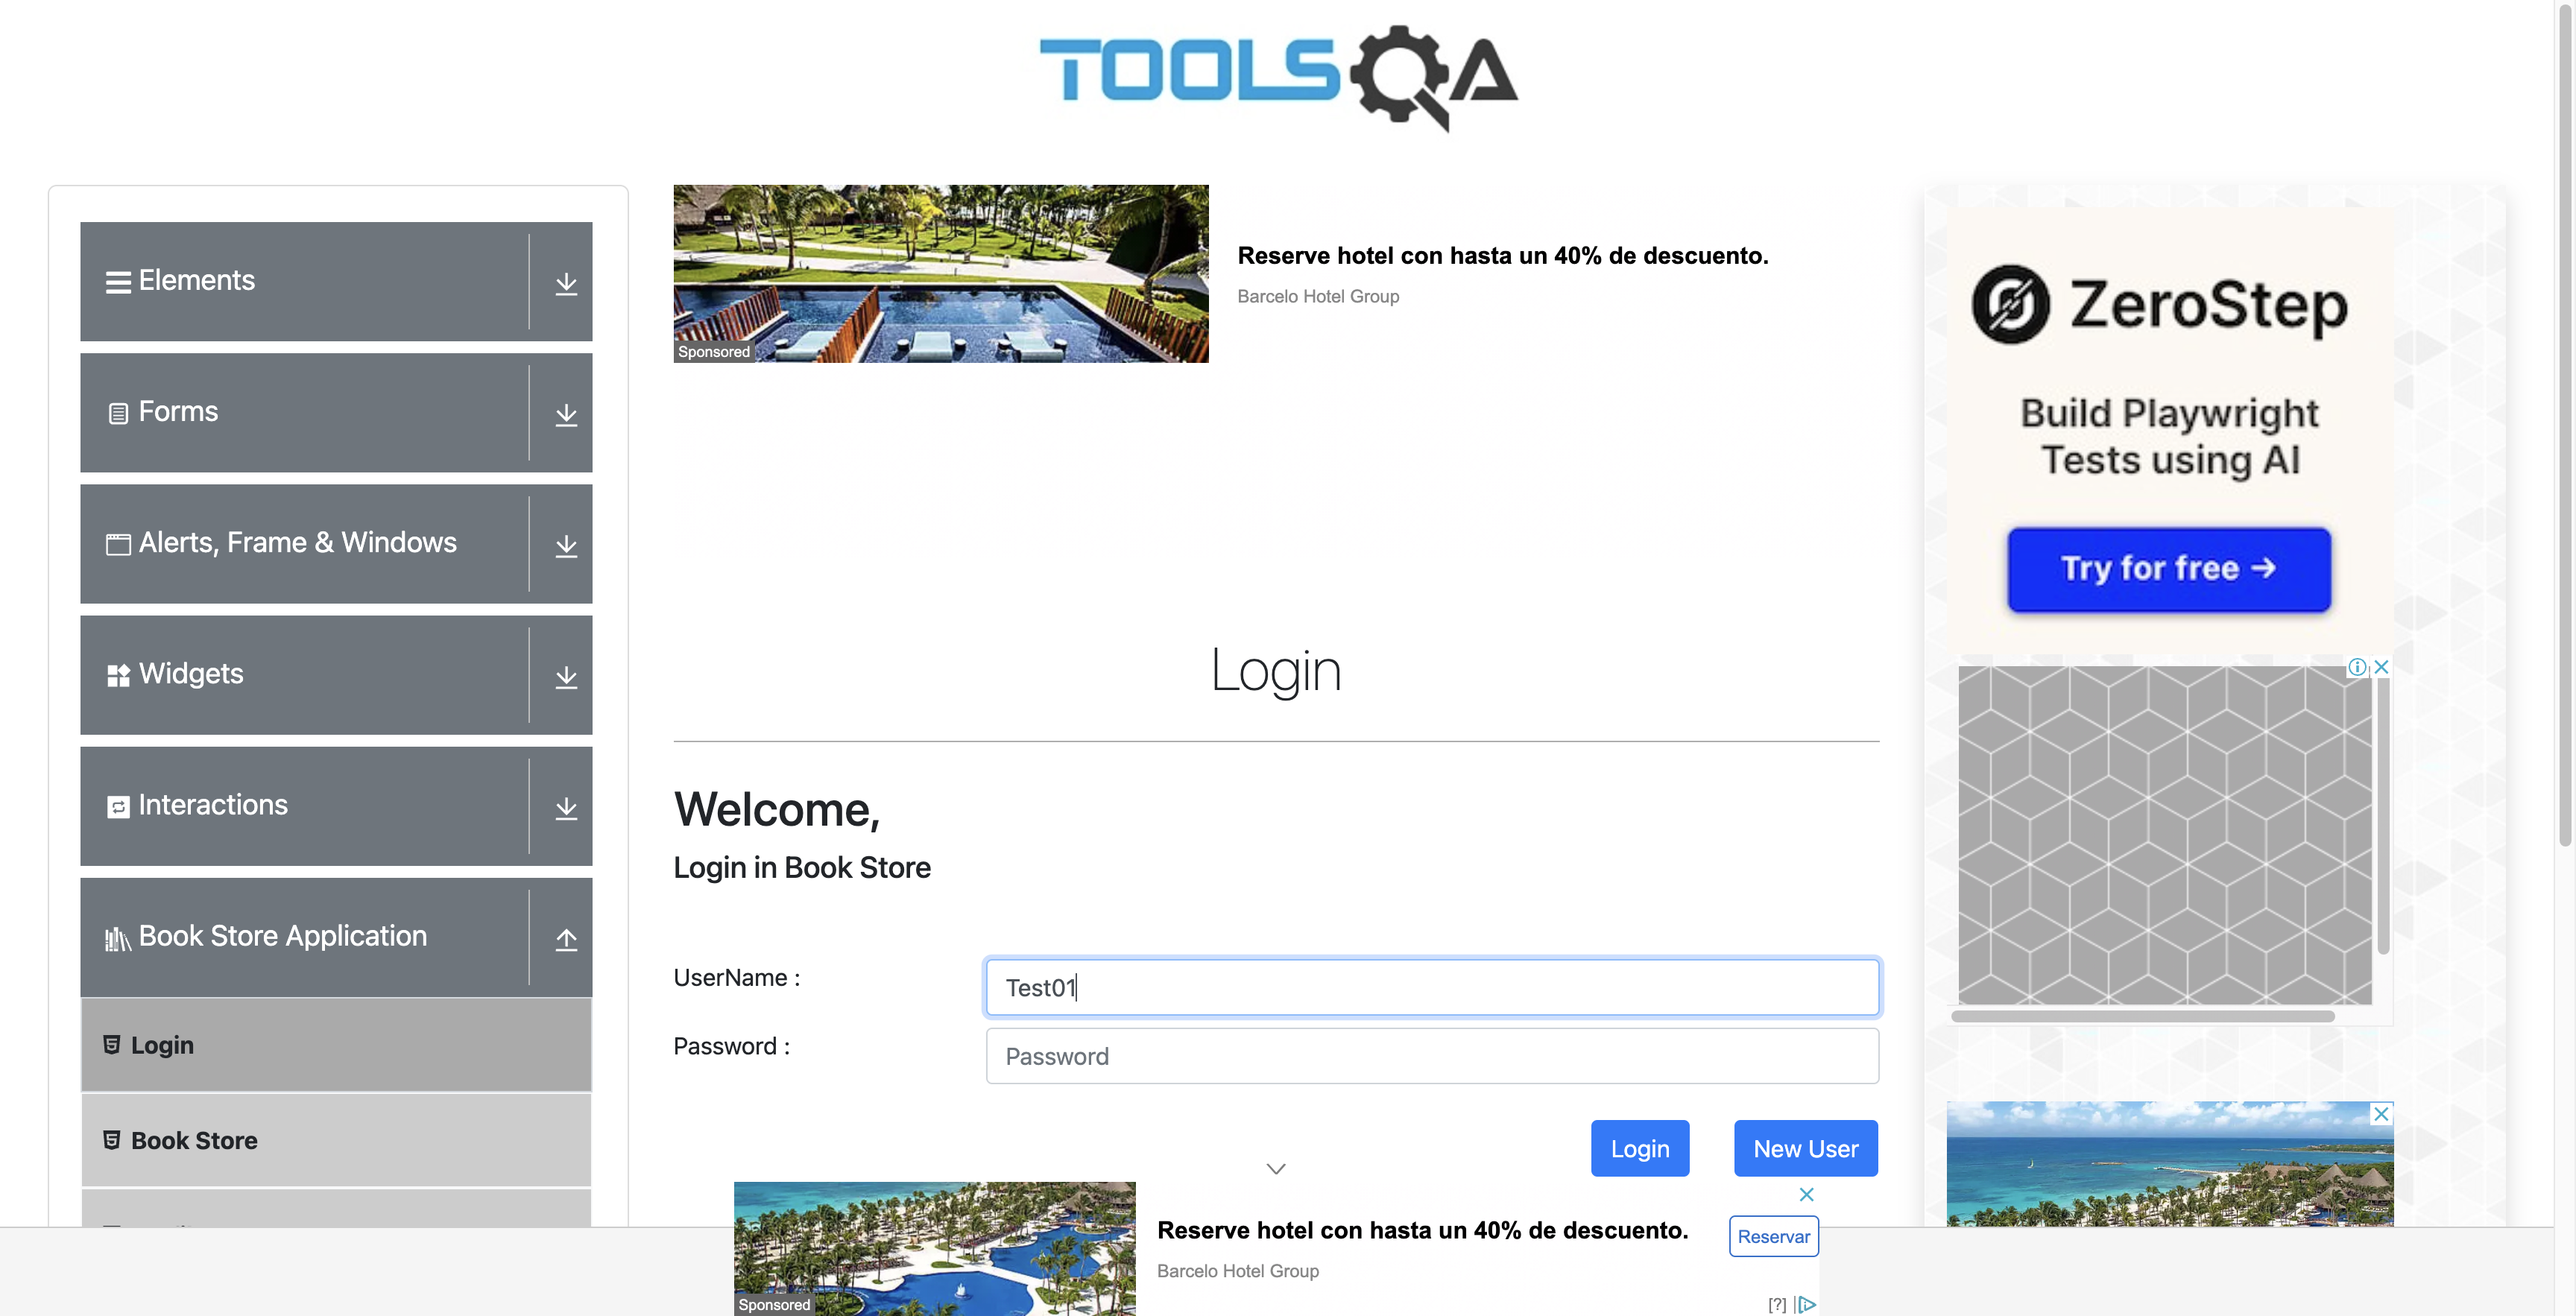 TOOLSQA
Elements
Forms
Alerts, Frame & Windows
Widgets
Interactions
Book Store Application
Login
Book Store
Sponsored
Reserve hotel con hasta un 40% de descuento.
Barcelo Hotel Group
Login
Welcome,
Login in Book Store
UserName :
Test01
Password :
Password
Login
New User
Sponsored
Reserve hotel con hasta un 40% de descuento.
Barcelo Hotel Group
Reservar
[?]
ZeroStep
Build Playwright
Tests using AI
Try for free →